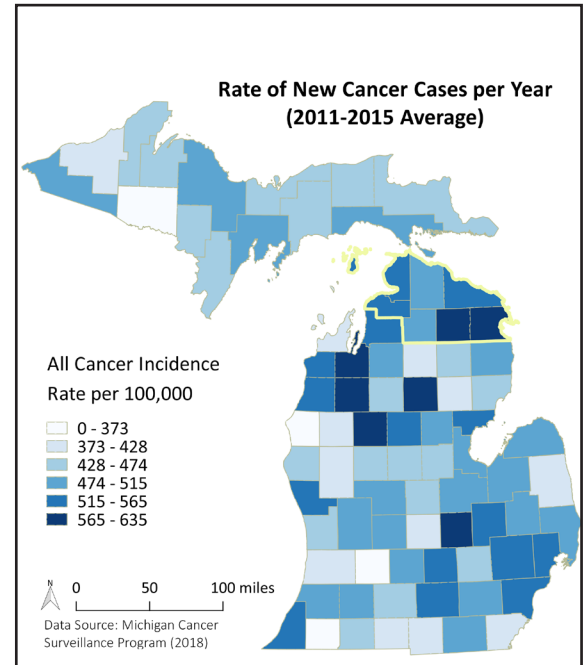 Rate of New Cancer Cases per Year
(2011-2015 Average)
All Cancer Incidence
Rate per 100,000
0 - 373
373 - 428
428 - 474
474 - 515
515 - 565
565 - 635
N
0 50 100 miles
Data Source: Michigan Cancer
Surveillance Program (2018)